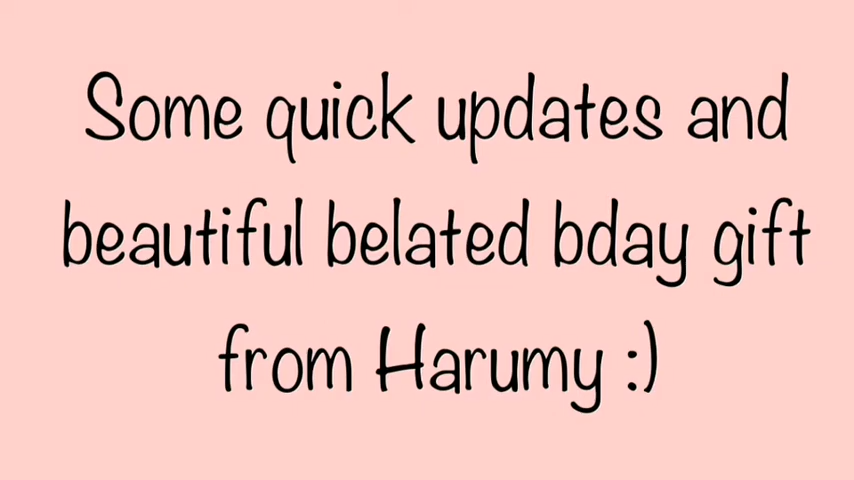 Some quick updates and
beautiful belated bday gift
from Harumy :)